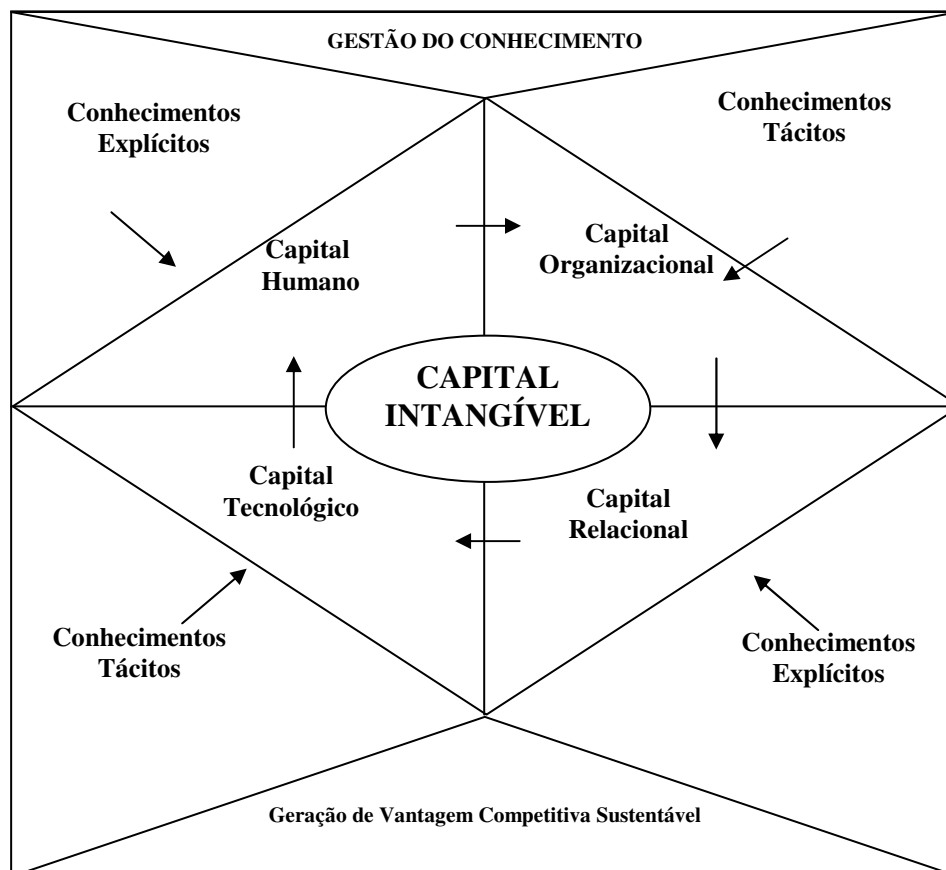 GESTÃO DO CONHECIMENTO
Conhecimentos
Explícitos
Conhecimentos
Tácitos
Capital
Humano
Capital
Organizacional
CAPITAL
INTANGÍVEL
Capital
Tecnológico
Capital
Relacional
Conhecimentos
Tácitos
Conhecimentos
Explícitos
Geração de Vantagem Competitiva Sustentável